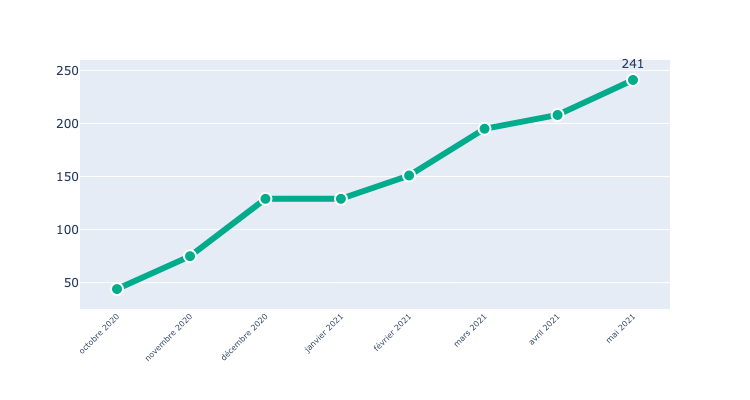 241
250
200
150
100
50
octobre 2020
novembre 2020
décembre 2020
janvier 2021
février 2021
mars 2021
avril 2021
mai 2021